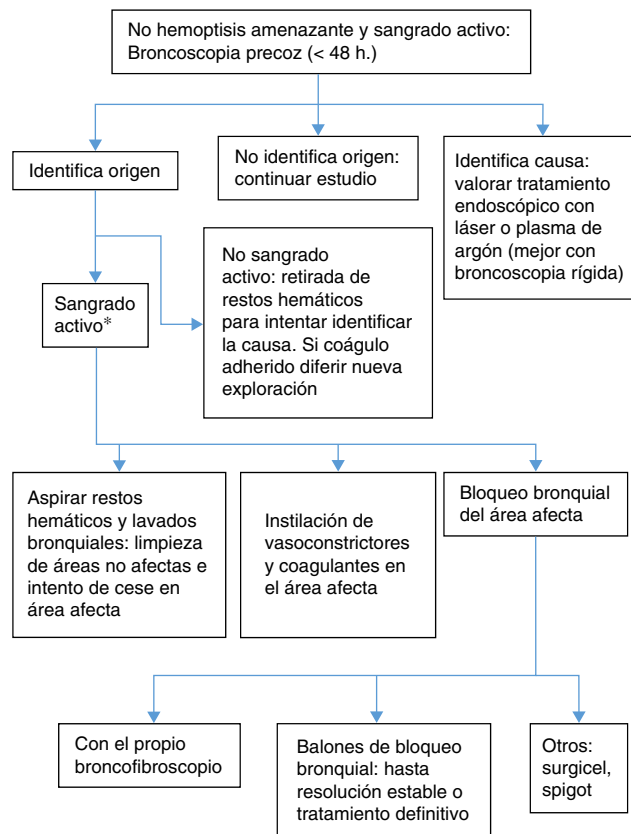 No hemoptisis amenazante y sangrado activo:
Broncoscopia precoz (< 48 h.)
Identifica origen
No identifica origen:
continuar estudio
Identifica causa:
valorar tratamiento
endoscópico con
láser o plasma de
argón (mejor con
broncoscopia rígida)
Sangrado
activo*
No sangrado
activo: retirada de
restos hemáticos
para intentar identificar
la causa. Si coágulo
adherido diferir nueva
exploración
Aspirar restos
hemáticos y lavados
bronquiales: limpieza
de áreas no afectas e
intento de cese en
área afecta
Instilación de
vasoconstrictores
y coagulantes en
el área afecta
Bloqueo bronquial
del área afecta
Con el propio
broncofibroscopio
Balones de bloqueo
bronquial: hasta
resolución estable o
tratamiento definitivo
Otros:
surgicel,
spigot